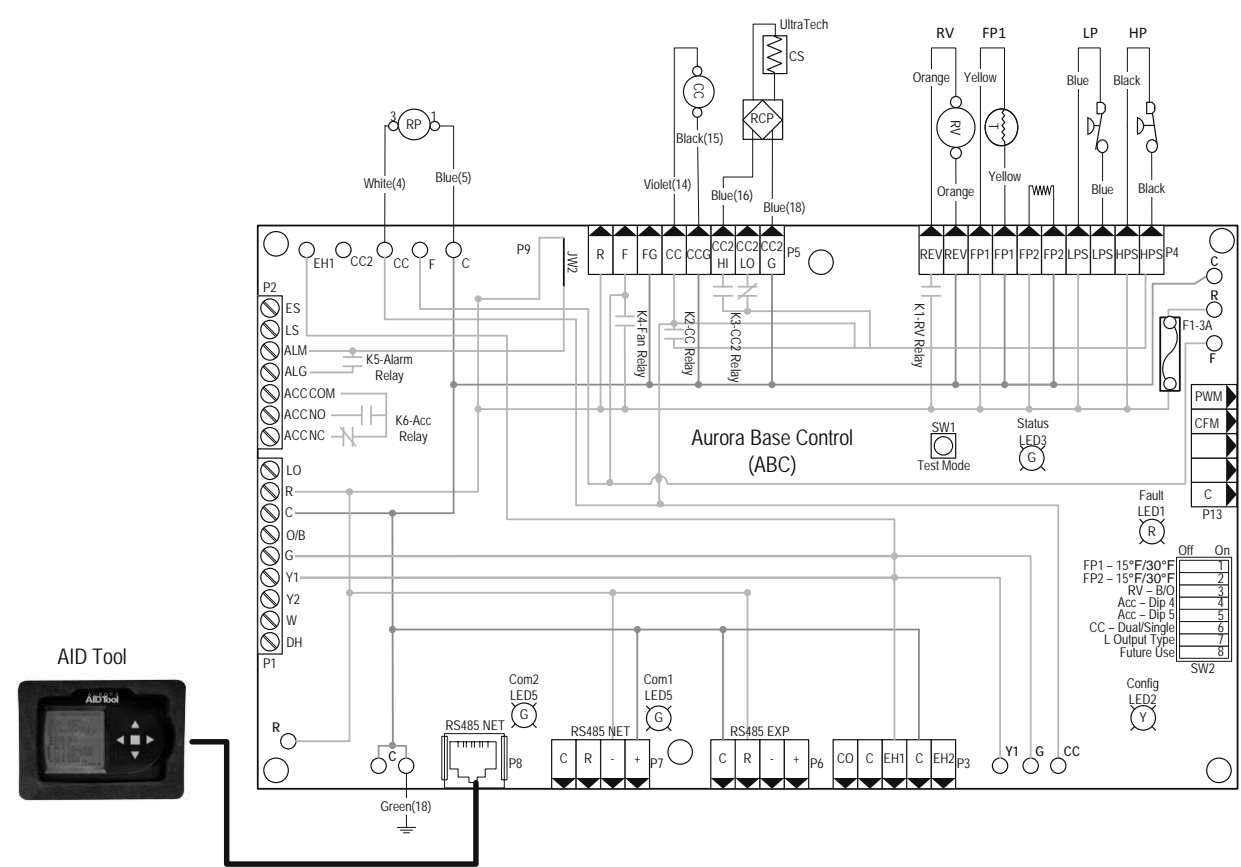 UltraTech
CS
RV
FP1
LP
HP
Orange
Yellow
Blue
Black
CC
RCP
RV
T
3
RP
1
Black(15)
White(4)
Blue(5)
Violet(14)
Blue(16)
Blue(18)
Orange
Yellow
Blue
Black
EH1
CC2
CC
F
C
P9
JW2
R
F
FG
CC
CCG
CC2 HI
CC2 LO
CC2 G
P5
REV
REV
FP1
FP1
FP2
FP2
LPS
LPS
HPS
HPS
P4
C
R
F1-3A
F
P2
ES
LS
ALM
ALG
ACC COM
ACC NO
ACC NC
K5-Alarm
Relay
K6-Acc
Relay
K4-Fan Relay
K2-CC Relay
K3-CC2 Relay
K1-RV Relay
PWM
CFM
C
P13
Aurora Base Control
(ABC)
SW1
Test Mode
Status
LED3
G
Fault
LED1
R
LO
R
C
O/B
G
Y1
Y2
W
DH
P1
Off
On
FP1 – 15°F/30°F
1
FP2 – 15°F/30°F
2
RV – B/O
3
Acc – Dip 4
4
Acc – Dip 5
5
CC – Dual/Single
6
L Output Type
7
Future Use
8
SW2
Config
LED2
Y
AID Tool
AID Tool
R
C
Green(18)
Com2
LED5
G
Com1
LED5
G
RS485 NET
P8
RS485 NET
C
R
-
+
P7
RS485 EXP
C
R
-
+
P6
CO
C
EH1
C
EH2
P3
Y1
G
CC